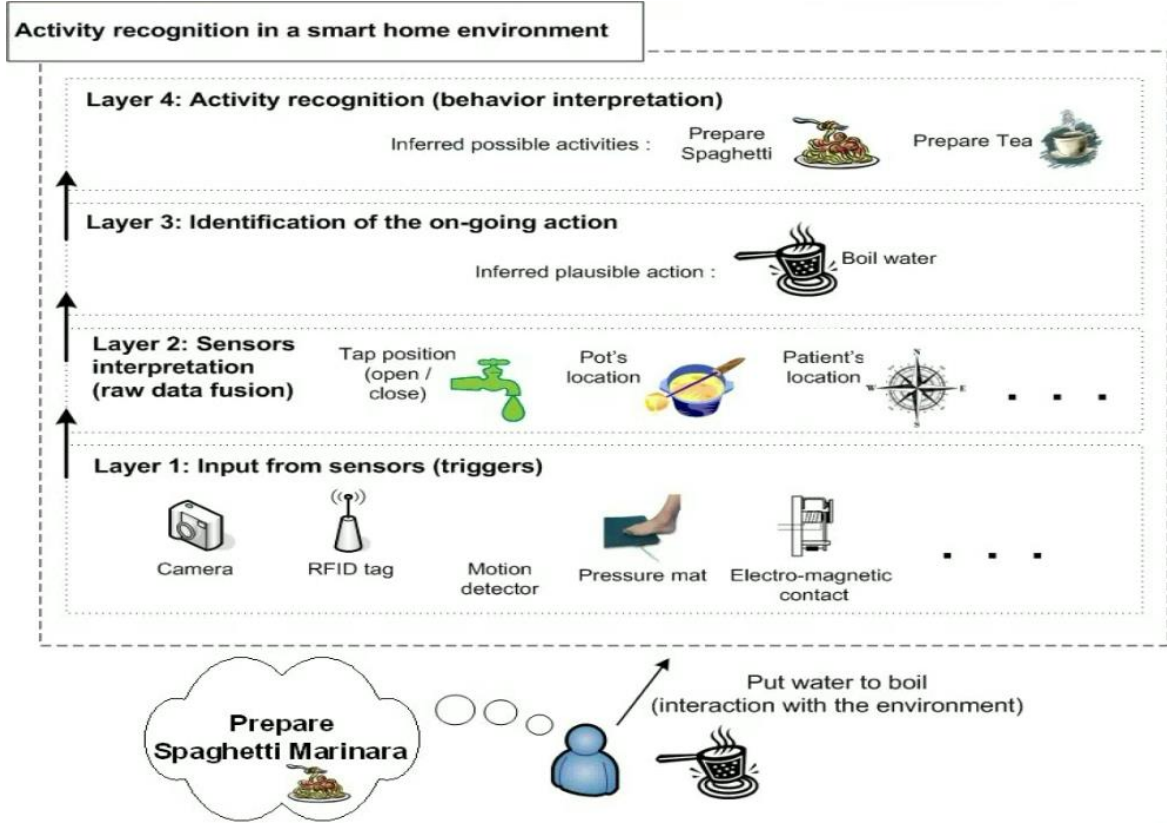 Activity recognition in a smart home environment
Layer 4: Activity recognition (behavior interpretation)
Inferred possible activities :
Prepare
Spaghetti
Prepare Tea
Layer 3: Identification of the on-going action
Inferred plausible action :
Boil water
Layer 2: Sensors
interpretation
(raw data fusion)
Tap position
(open /
close)
Pot's
location
Patient's
location
N
W
E
S
. . .
Layer 1: Input from sensors (triggers)
Camera
RFID tag
Motion
detector
Pressure mat
Electro-magnetic
contact
. . .
Put water to boil
(interaction with the environment)
Prepare
Spaghetti Marinara